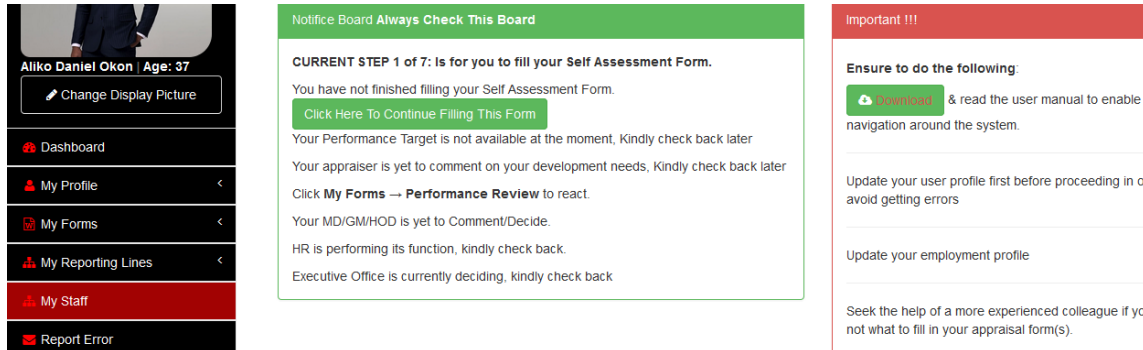 Aliko Daniel Okon | Age: 37
Change Display Picture
Dashboard
My Profile
My Forms
My Reporting Lines
My Staff
Report Error
Notifice Board Always Check This Board
CURRENT STEP 1 of 7: Is for you to fill your Self Assessment Form.
You have not finished filling your Self Assessment Form.
Click Here To Continue Filling This Form
Your Performance Target is not available at the moment, Kindly check back later
Your appraiser is yet to comment on your development needs, Kindly check back later
Click My Forms → Performance Review to react.
Your MD/GM/HOD is yet to Comment/Decide.
HR is performing its function, kindly check back.
Executive Office is currently deciding, kindly check back
Important !!!
Ensure to do the following:
Download & read the user manual to enable
navigation around the system.
Update your user profile first before proceeding in
avoid getting errors
Update your employment profile
Seek the help of a more experienced colleague if
not what to fill in your appraisal form(s).